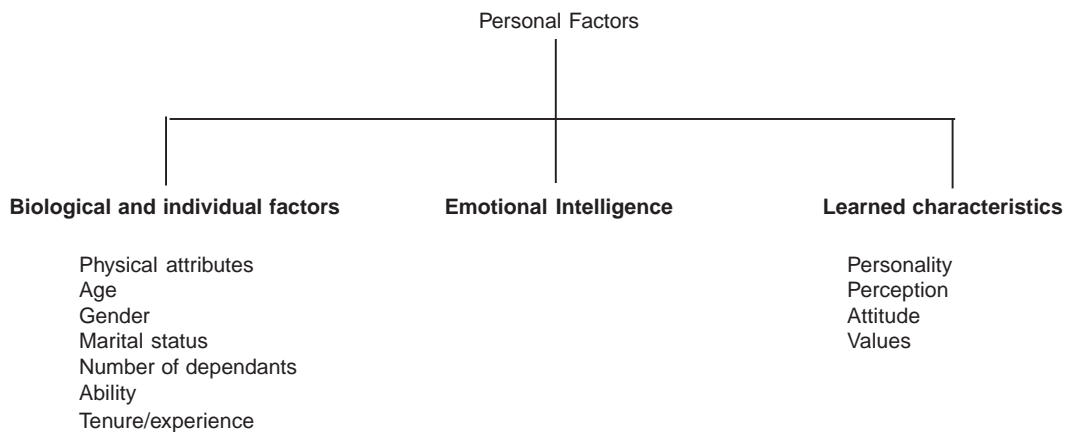 Personal Factors
Biological and individual factors
Physical attributes
Age
Gender
Marital status
Number of dependants
Ability
Tenure/experience
Emotional Intelligence
Learned characteristics
Personality
Perception
Attitude
Values